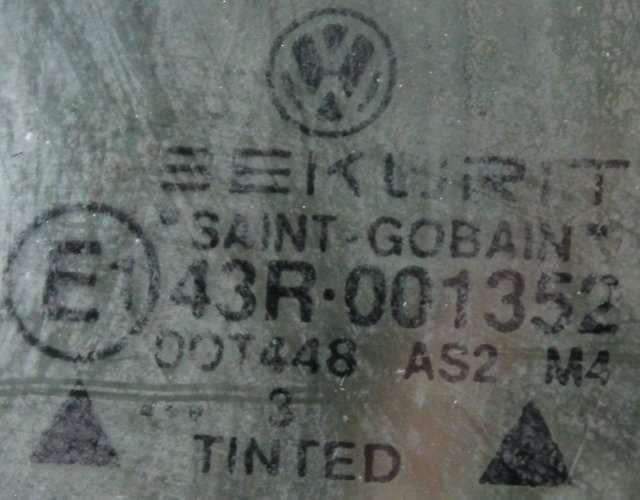 SEKURIT
"SAINT-GOBAIN"
E1 43R·001352
DOT448 AS2 M4
3
TINTED